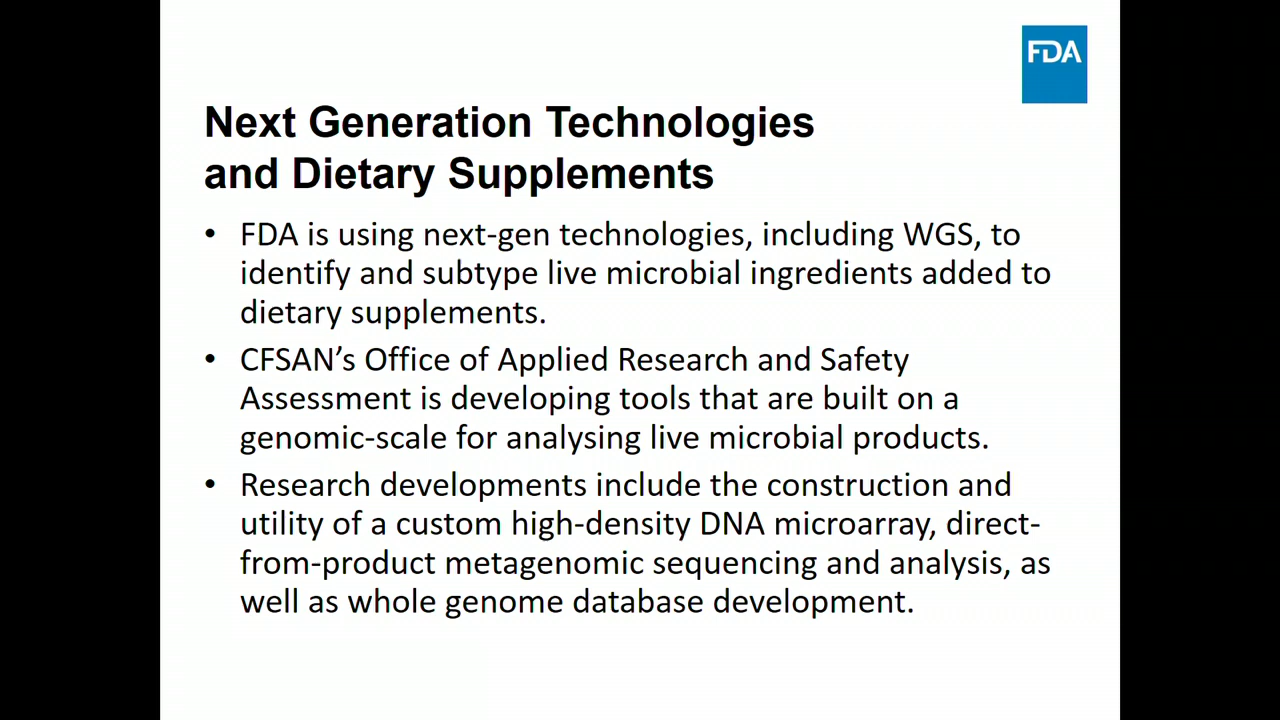 FDA
Next Generation Technologies
and Dietary Supplements
• FDA is using next-gen technologies, including WGS, to
identify and subtype live microbial ingredients added to
dietary supplements.
• CFSAN’s Office of Applied Research and Safety
Assessment is developing tools that are built on a
genomic-scale for analysing live microbial products.
• Research developments include the construction and
utility of a custom high-density DNA microarray, direct-
from-product metagenomic sequencing and analysis, as
well as whole genome database development.